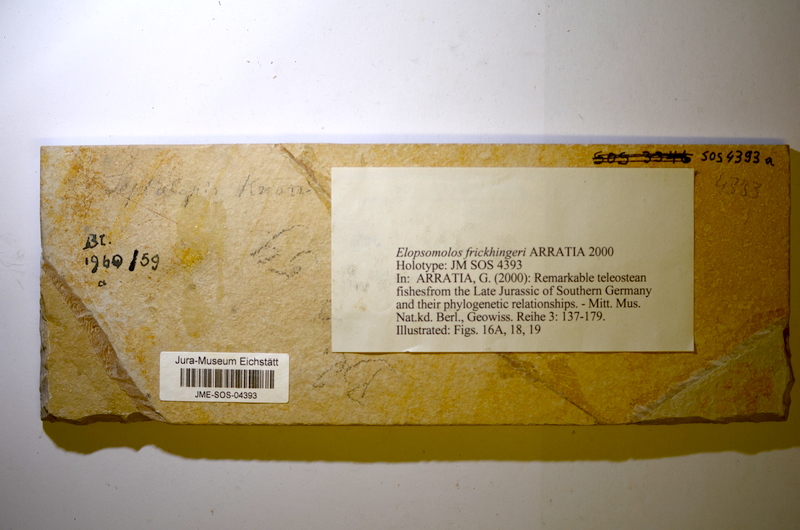 SOS 3346 SOS 4393 a
4393
Bl.
1960/59
a
Elopsomolos frickhingeri ARRATIA 2000
Holotype: JM SOS 4393
In: ARRATIA, G. (2000): Remarkable teleostean
fishesfrom the Late Jurassic of Southern Germany
and their phylogenetic relationships. - Mitt. Mus.
Nat.kd. Berl., Geowiss. Reihe 3: 137-179.
Illustrated: Figs. 16A, 18, 19
Jura-Museum Eichstätt
JME-SOS-04393